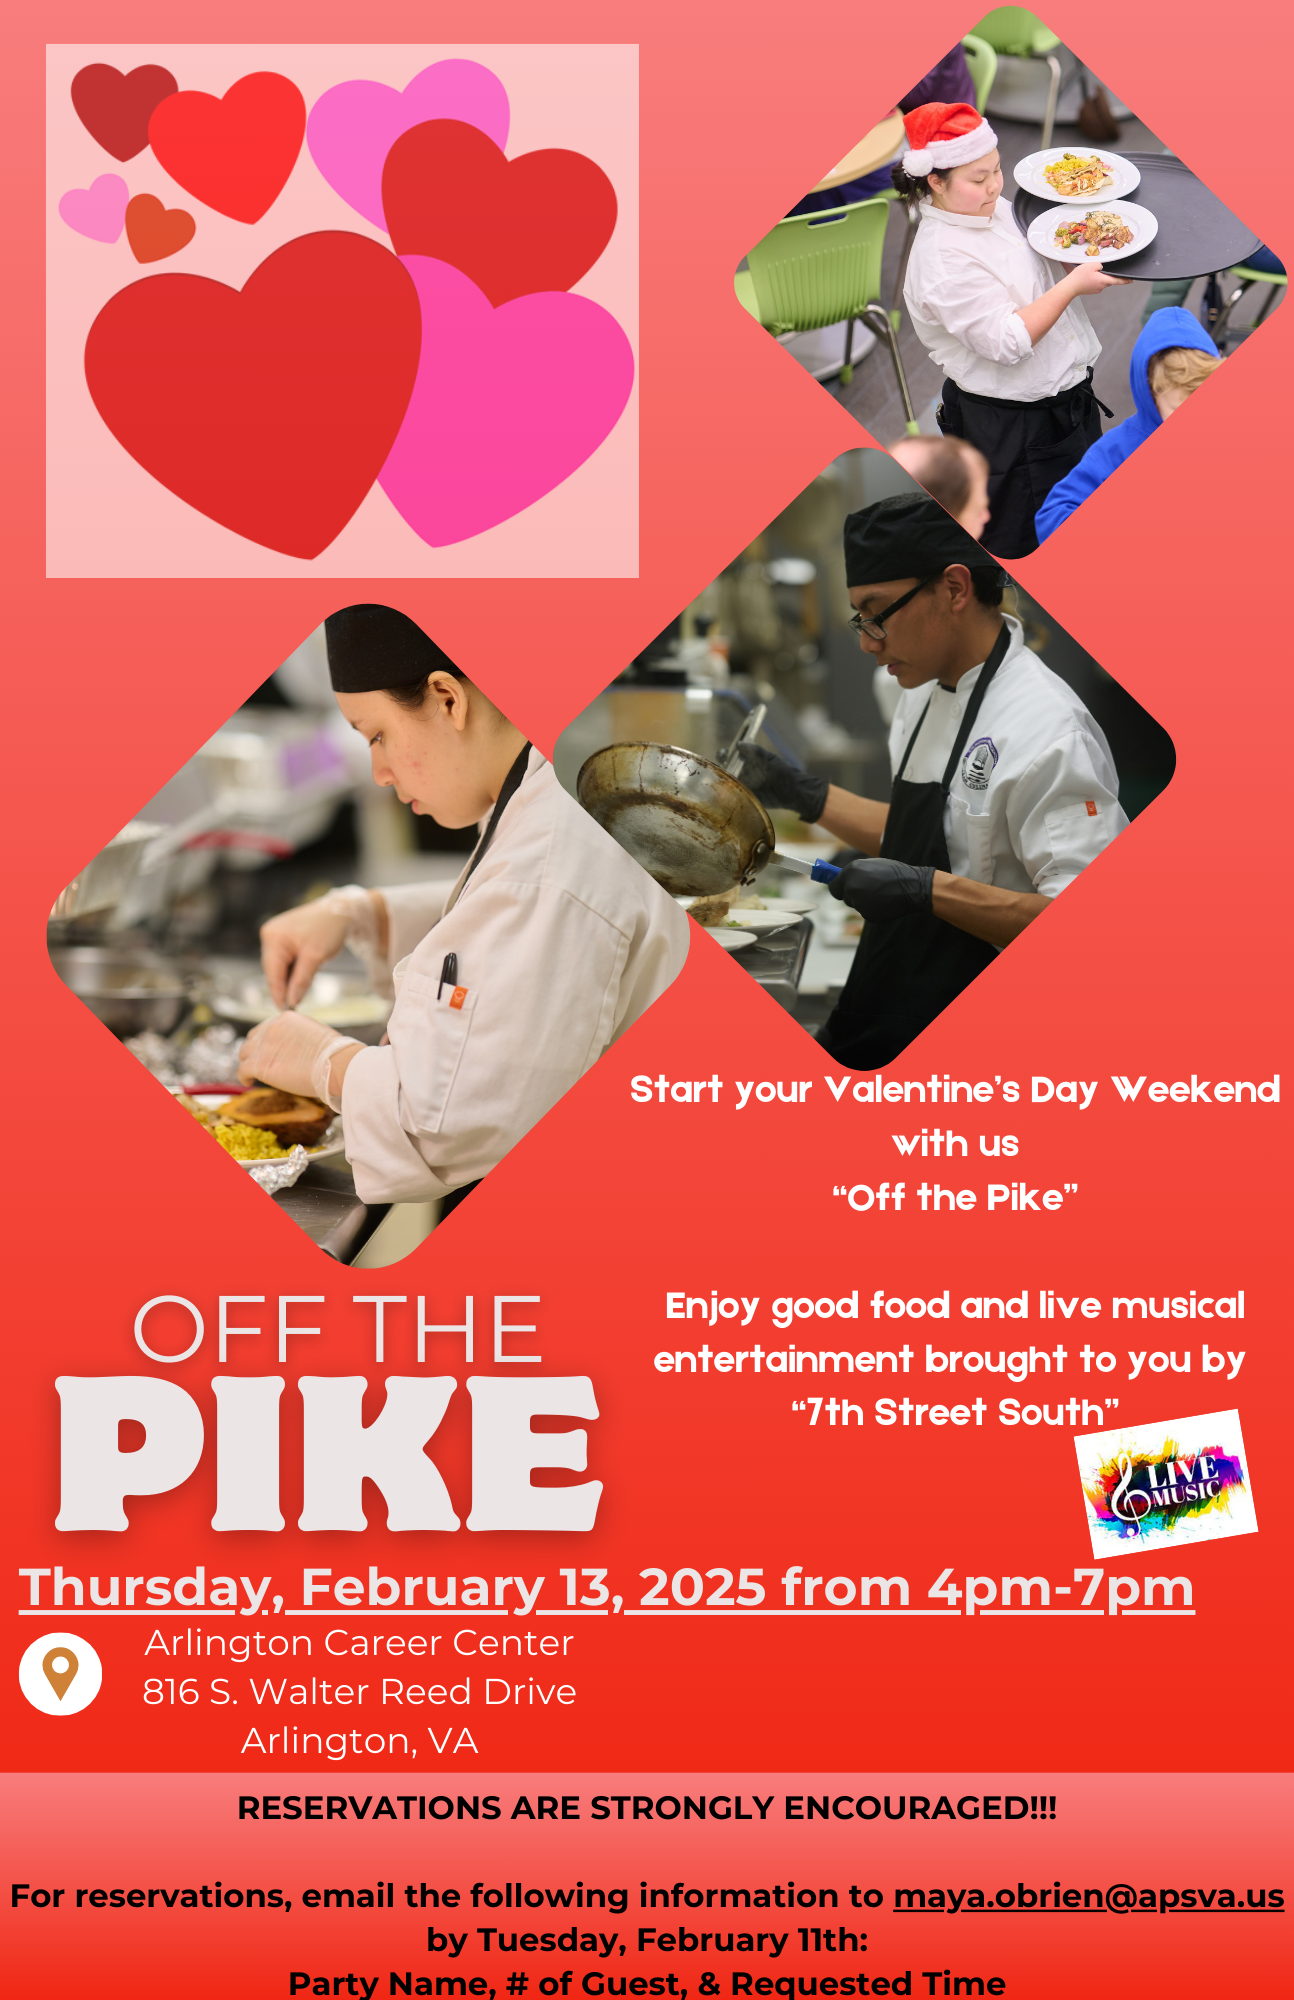 Start your Valentine's Day Weekend
with us
“Off the Pike”
Enjoy good food and live musical
entertainment brought to you by
“7th Street South”
LIVE
MUSIC
OFF THE
PIKE
Thursday, February 13, 2025 from 4pm-7pm
Arlington Career Center
816 S. Walter Reed Drive
Arlington, VA
RESERVATIONS ARE STRONGLY ENCOURAGED!!!
For reservations, email the following information to maya.obrien@apsva.us
by Tuesday, February 11th:
Party Name, # of Guest, & Requested Time